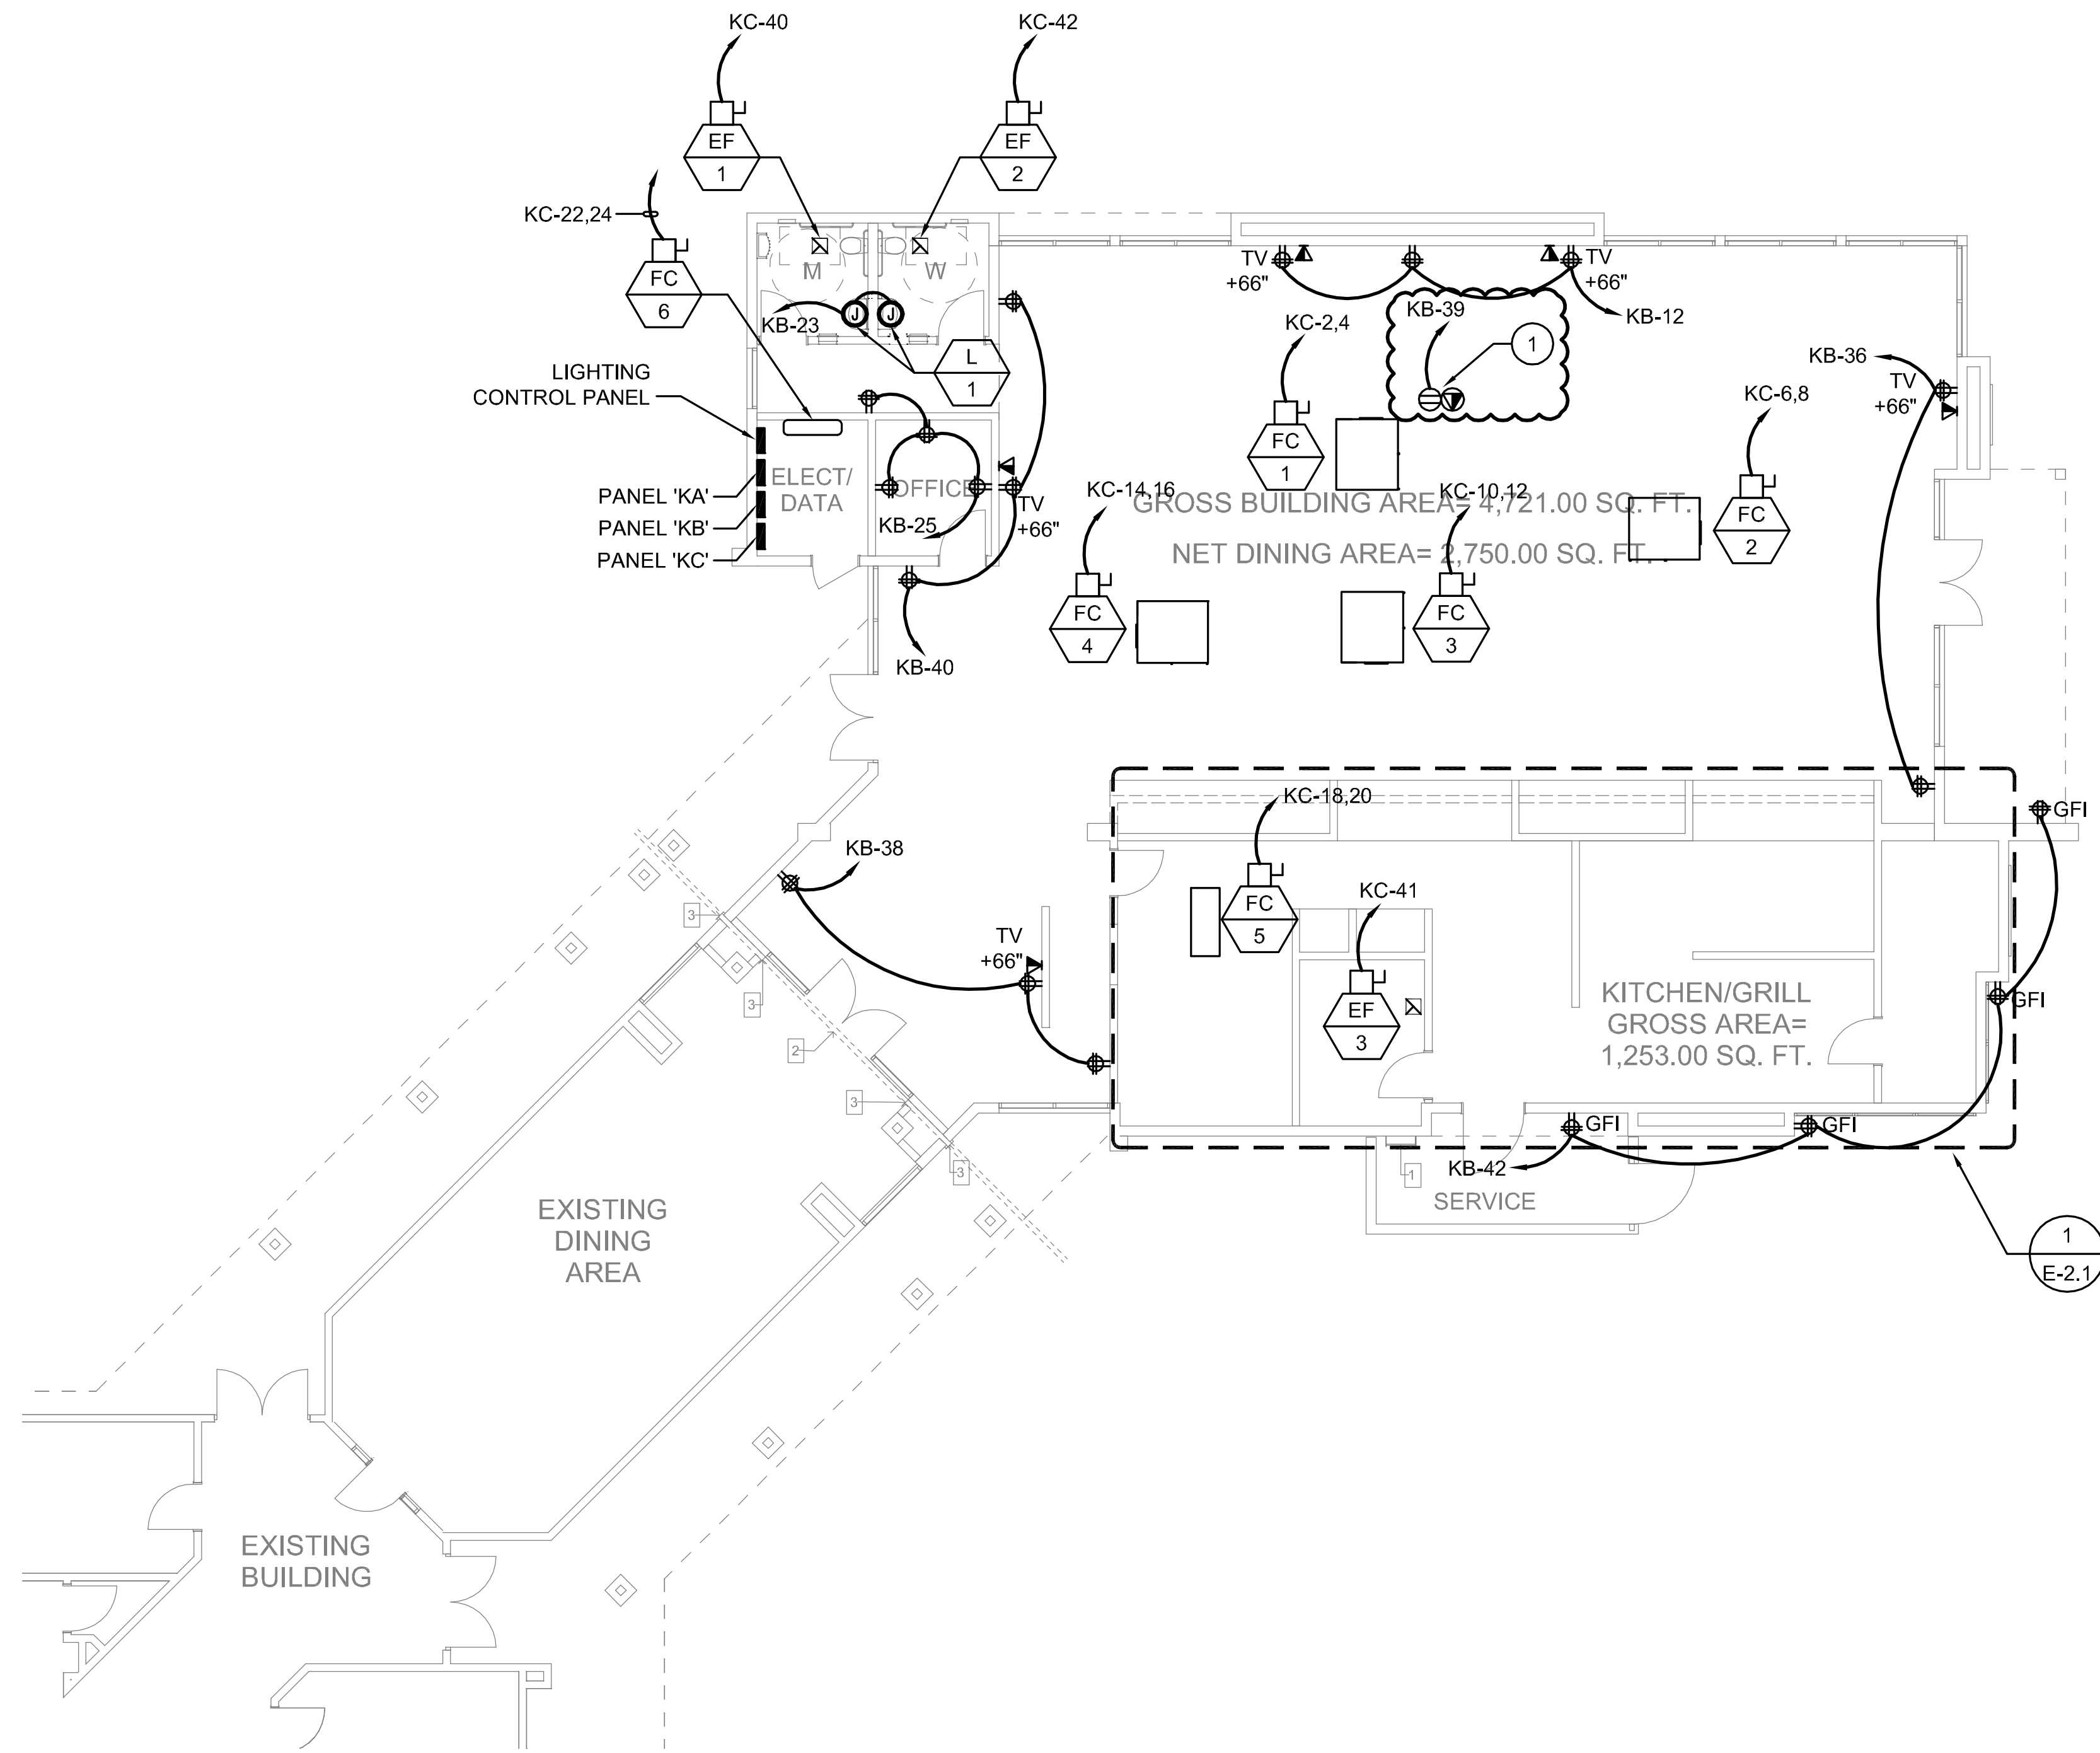 KC-40
KC-42
EF
1
EF
2
KC-22,24
FC
6
M
W
TV
+66"
TV
+66"
KB-23
J
J
KC-2,4
KB-39
1
KB-12
L
1
LIGHTING
CONTROL PANEL
KB-36
TV
+66"
KC-6,8
FC
1
PANEL 'KA'
PANEL 'KB'
PANEL 'KC'
ELECT/
DATA
OFFICE
KB-25
TV
+66"
KC-14,16
KC-10,12
GROSS BUILDING AREA= 4,721.00 SQ. FT.
NET DINING AREA= 2,750.00 SQ. FT.
FC
2
FC
4
FC
3
KB-40
KC-18,20
GFI
KB-38
FC
5
KC-41
3
TV
+66"
3
2
3
3
EF
3
KITCHEN/GRILL
GROSS AREA=
1,253.00 SQ. FT.
GFI
GFI
GFI
KB-42
1
SERVICE
EXISTING
DINING
AREA
1
E-2.1
EXISTING
BUILDING